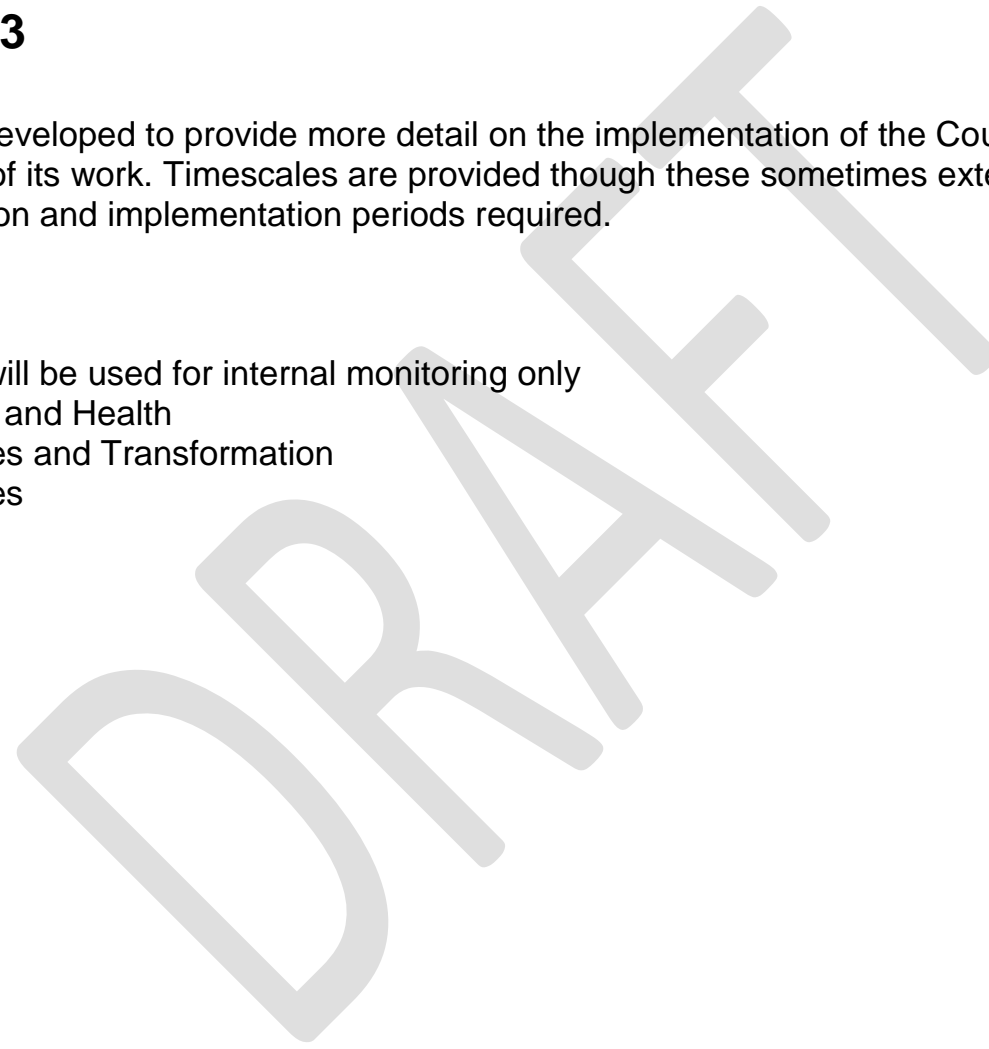 3
eveloped to provide more detail on the implementation of the Cou
of its work. Timescales are provided though these sometimes exte
on and implementation periods required.
will be used for internal monitoring only
and Health
es and Transformation
es
DRAFT